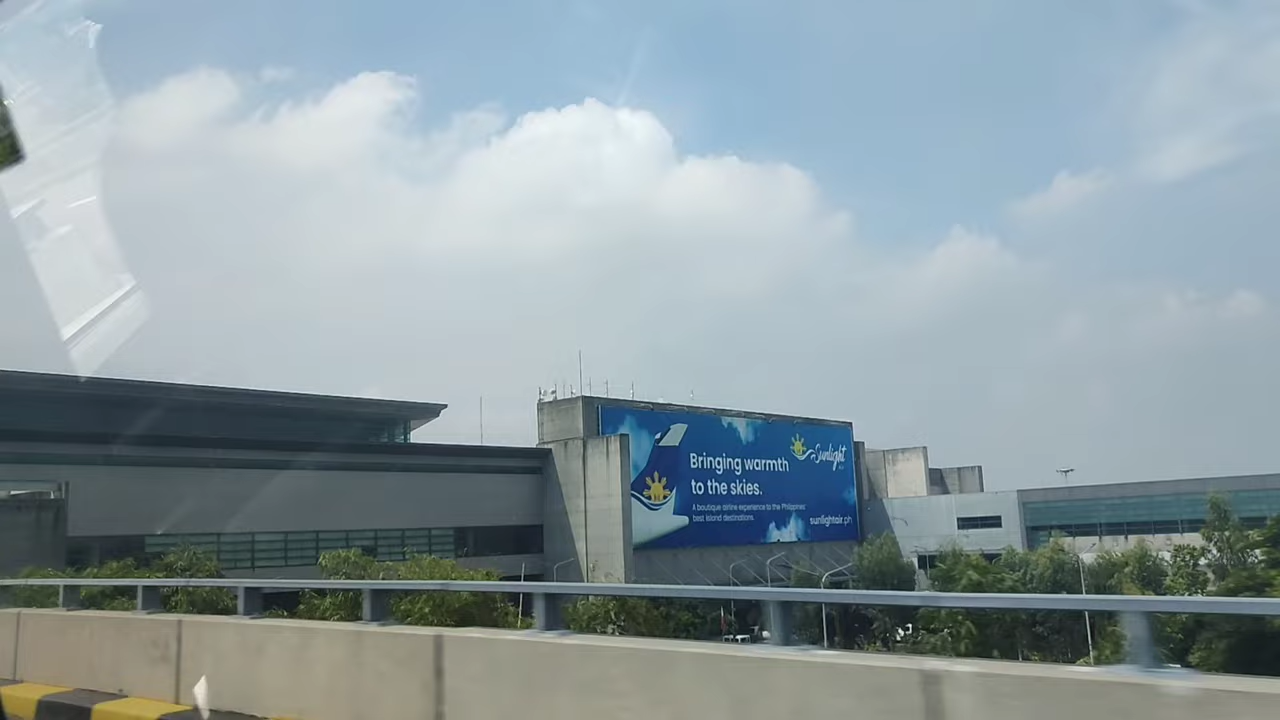 Bringing warmth
to the skies.
A boutique airline experience to the Philippines'
best island destinations.
Sunlight
sunlightair.ph